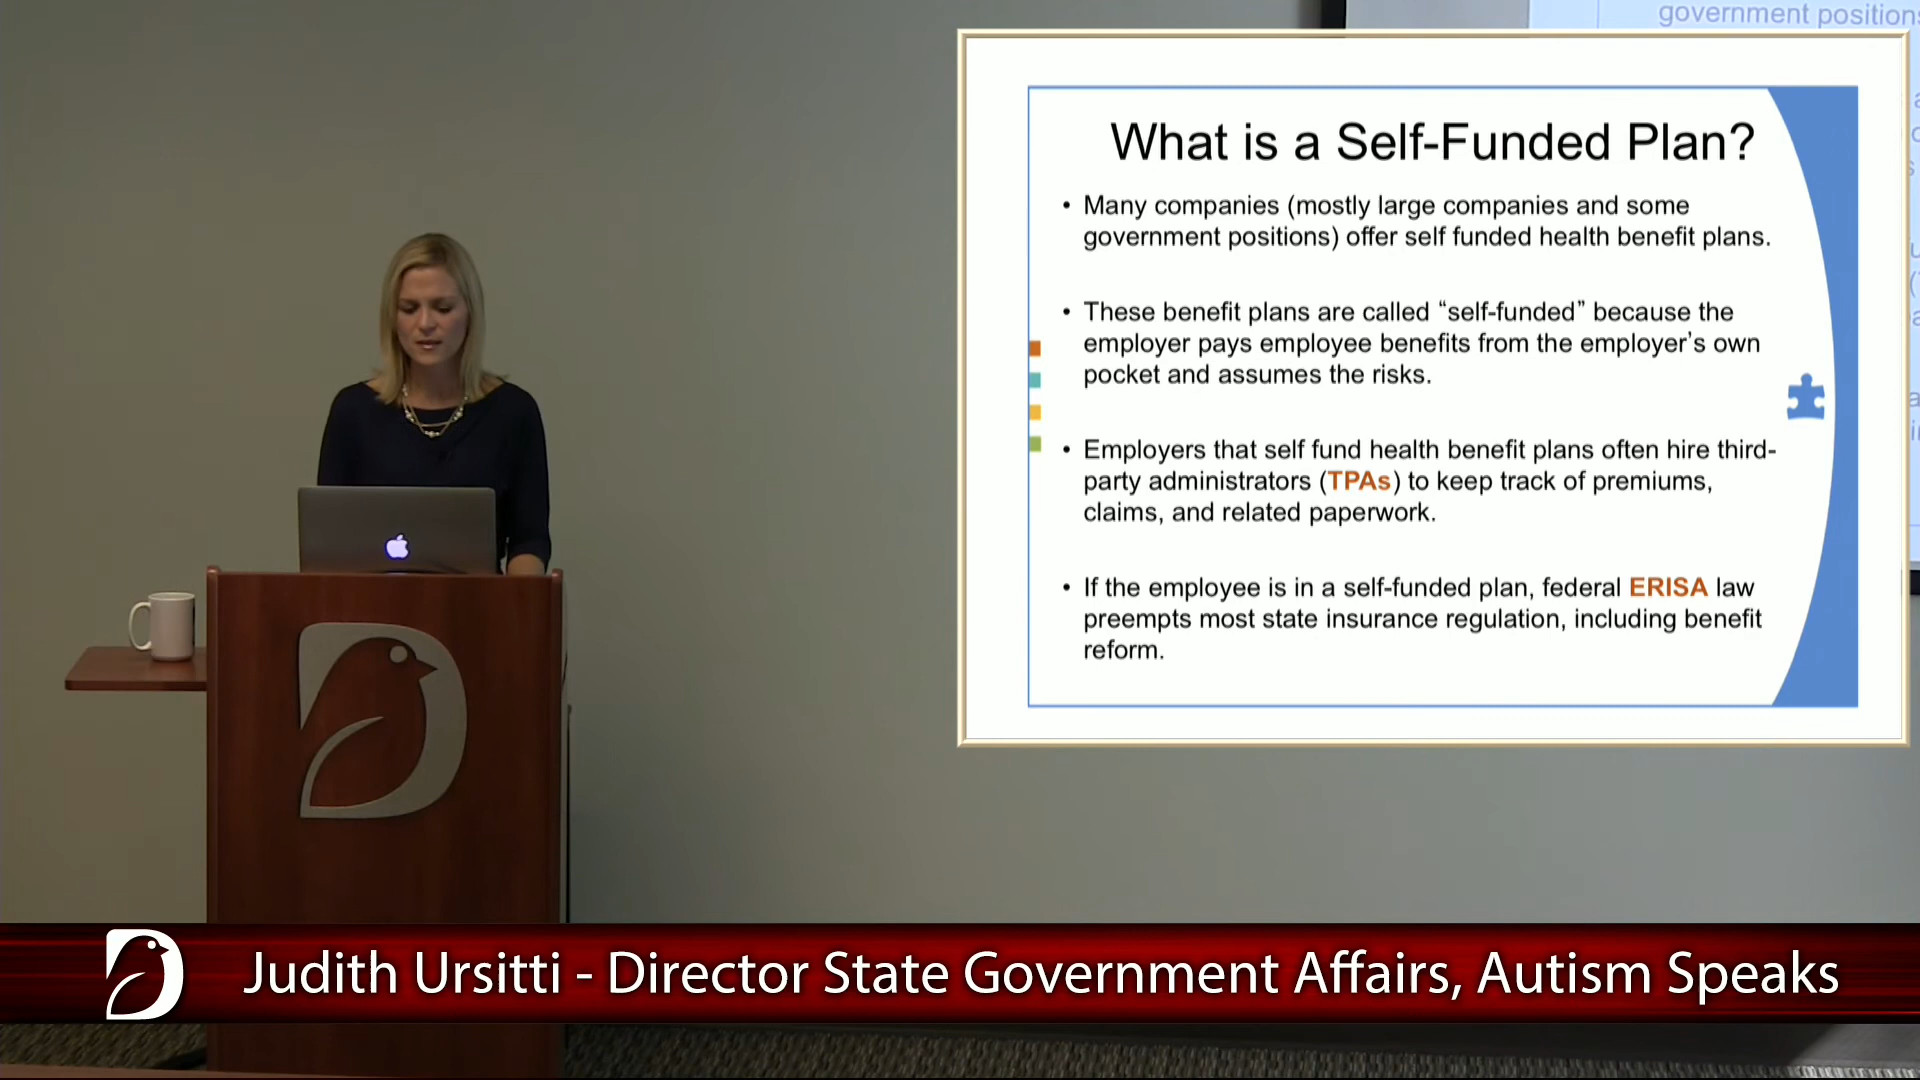 government positions
What is a Self-Funded Plan?
• Many companies (mostly large companies and some
government positions) offer self funded health benefit plans.
• These benefit plans are called “self-funded” because the
employer pays employee benefits from the employer’s own
pocket and assumes the risks.
• Employers that self fund health benefit plans often hire third-
party administrators (TPAs) to keep track of premiums,
claims, and related paperwork.
• If the employee is in a self-funded plan, federal ERISA law
preempts most state insurance regulation, including benefit
reform.
Judith Ursitti - Director State Government Affairs, Autism Speaks